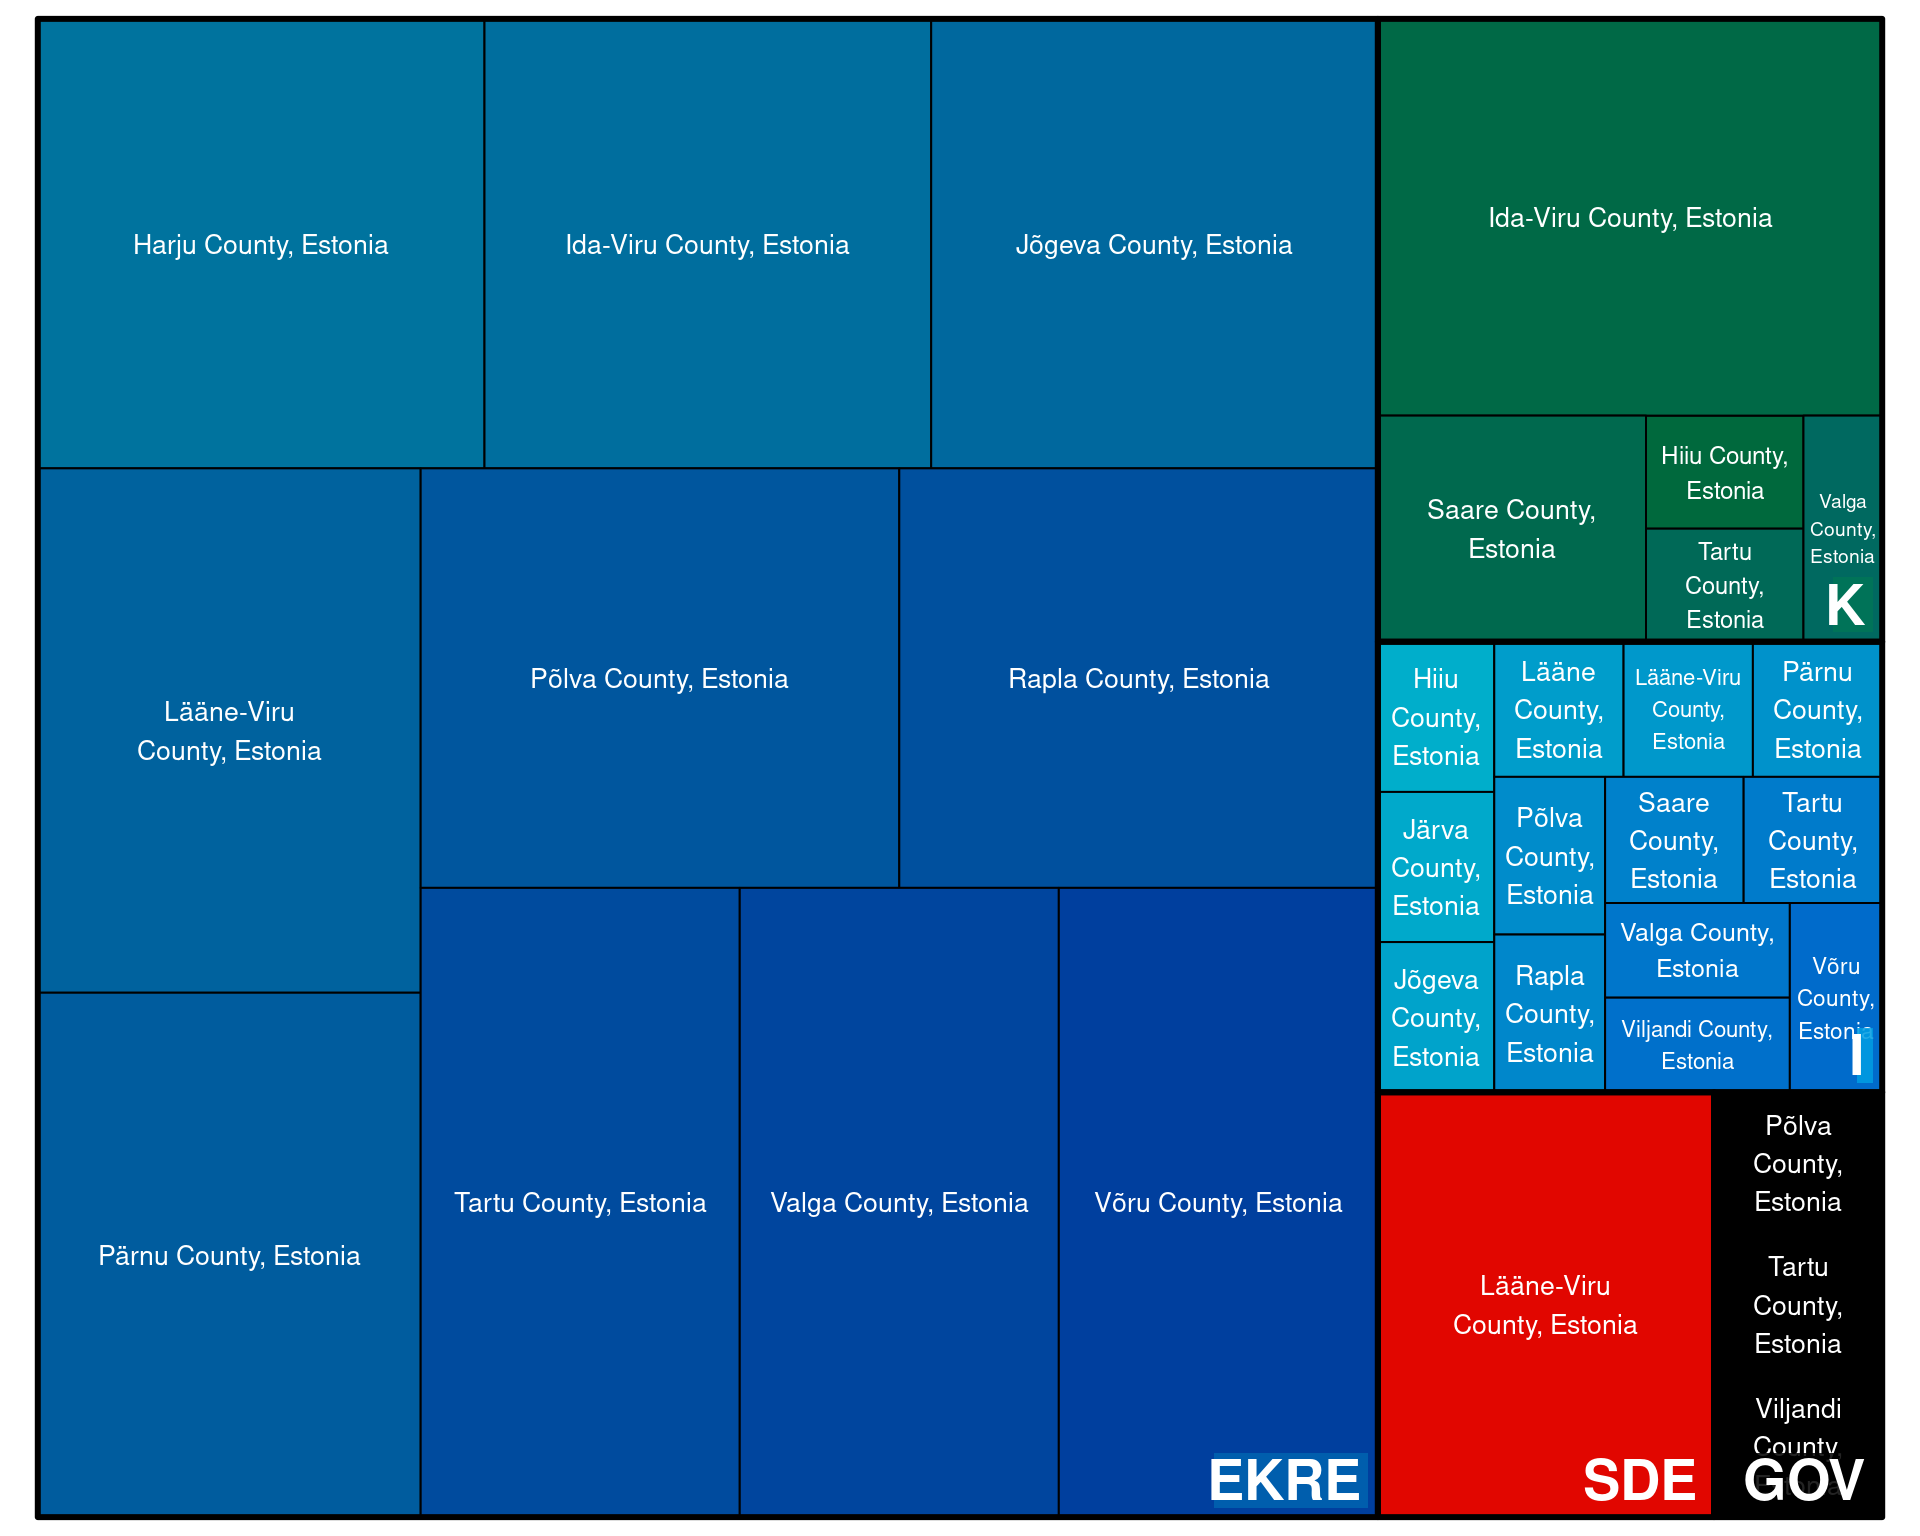 Harju County, Estonia
Ida-Viru County, Estonia
Jõgeva County, Estonia
Lääne-Viru
County, Estonia
Põlva County, Estonia
Rapla County, Estonia
Pärnu County, Estonia
Tartu County, Estonia
Valga County, Estonia
Võru County, Estonia
EKRE
Ida-Viru County, Estonia
Saare County,
Estonia
Hiiu County,
Estonia
Tartu
County,
Estonia
Valga
County,
Estonia
K
Hiiu
County,
Estonia
Järva
County,
Estonia
Jõgeva
County,
Estonia
Lääne
County,
Estonia
Lääne-Viru
County,
Estonia
Pärnu
County,
Estonia
Põlva
County,
Estonia
Rapla
County,
Estonia
Saare
County,
Estonia
Tartu
County,
Estonia
Valga County,
Estonia
Viljandi County,
Estonia
Võru
County,
Estonia
I
Lääne-Viru
County, Estonia
SDE
Põlva
County,
Estonia
Tartu
County,
Estonia
Viljandi
County,
Estonia
GOV